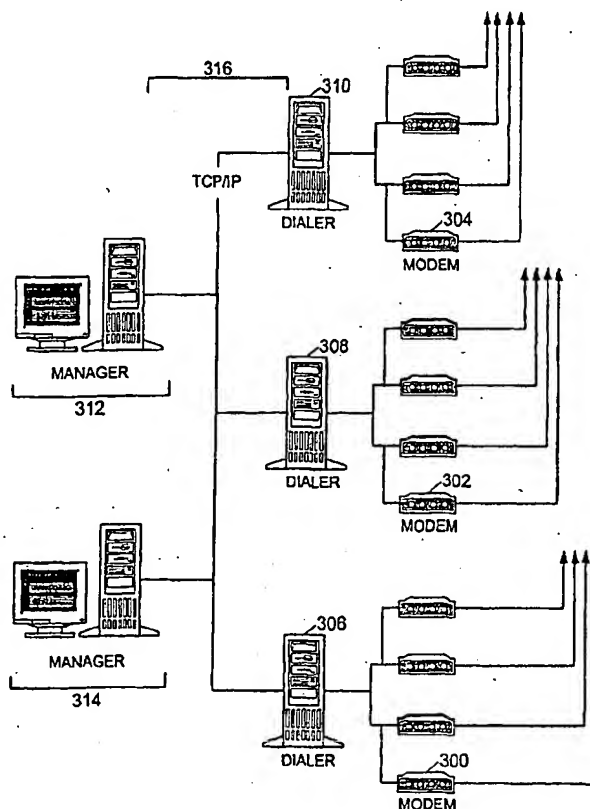 316
310
TCP/IP
DIALER
304
MODEM
MANAGER
312
308
DIALER
302
MODEM
MANAGER
314
306
DIALER
300
MODEM